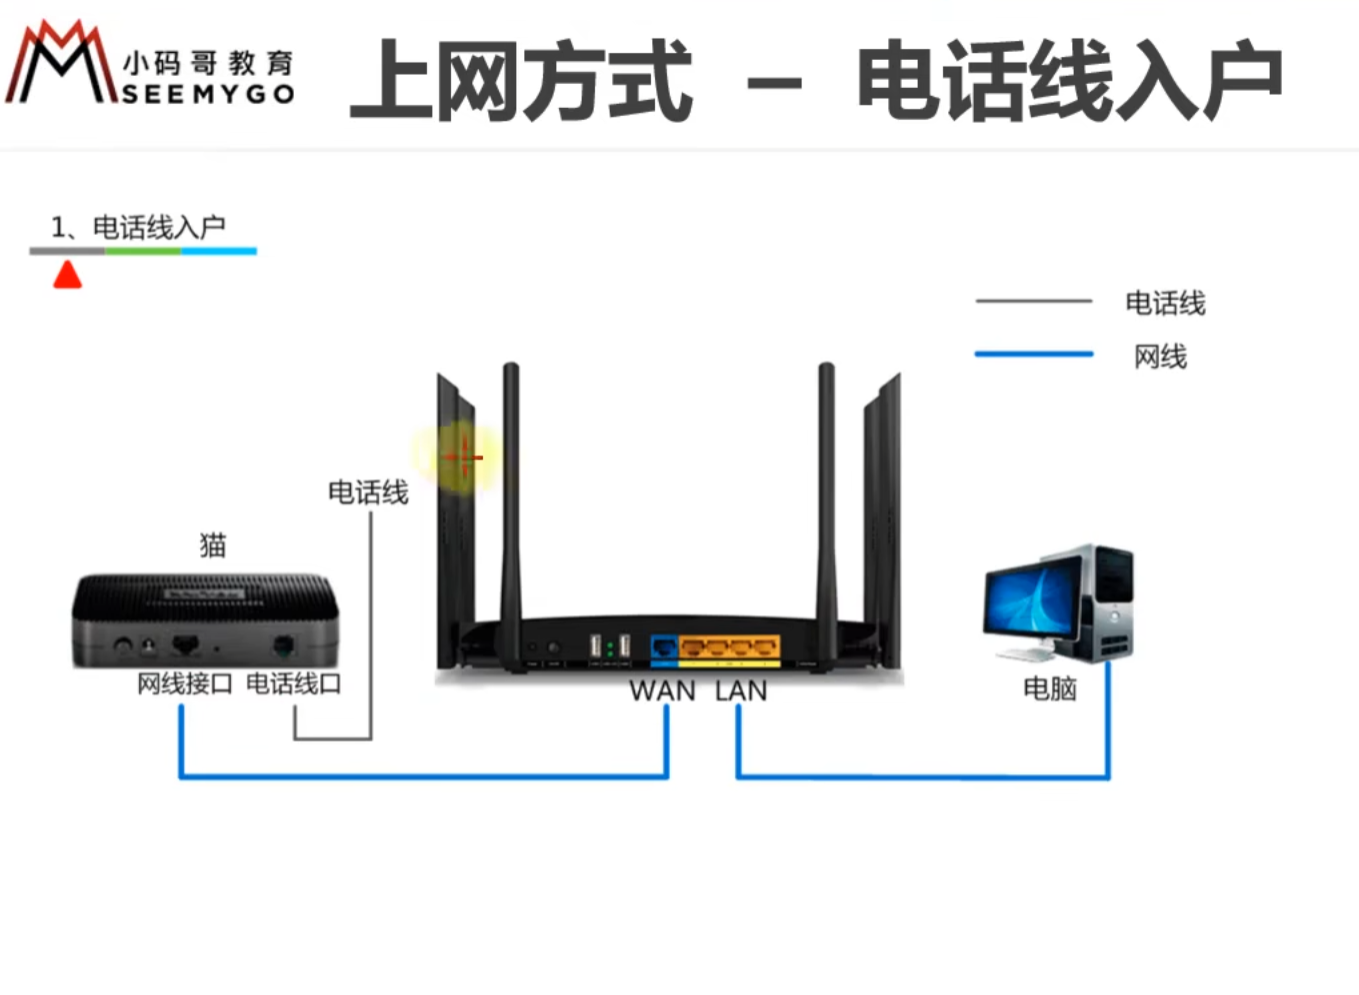 小码哥教育
SEEMYGO
上网方式 - 电话线入户
1、电话线入户
电话线
网线
电话线
猫
网线接口 电话线口
WAN LAN
电脑